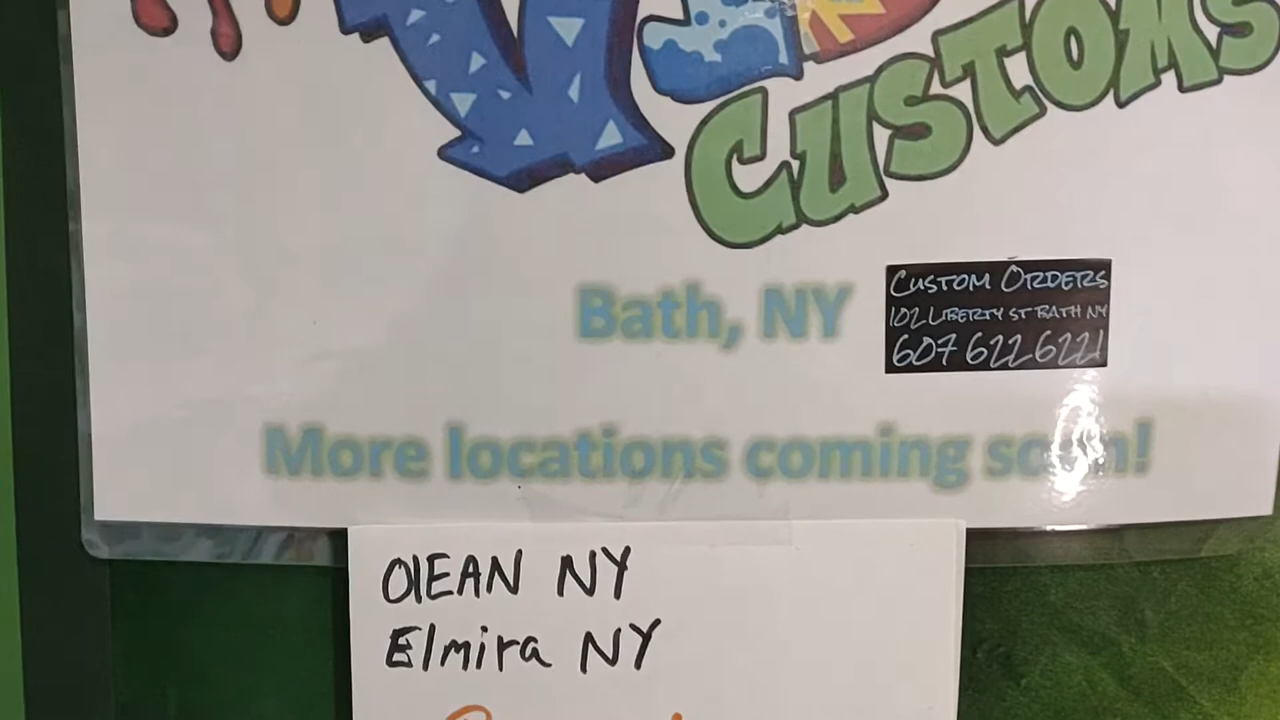 CUSTOMS
Bath, NY
CUSTOM ORDERS
102 LIBERTY ST BATH NY
607 622 6221
More locations coming soon!
OlEAN NY
Elmira NY